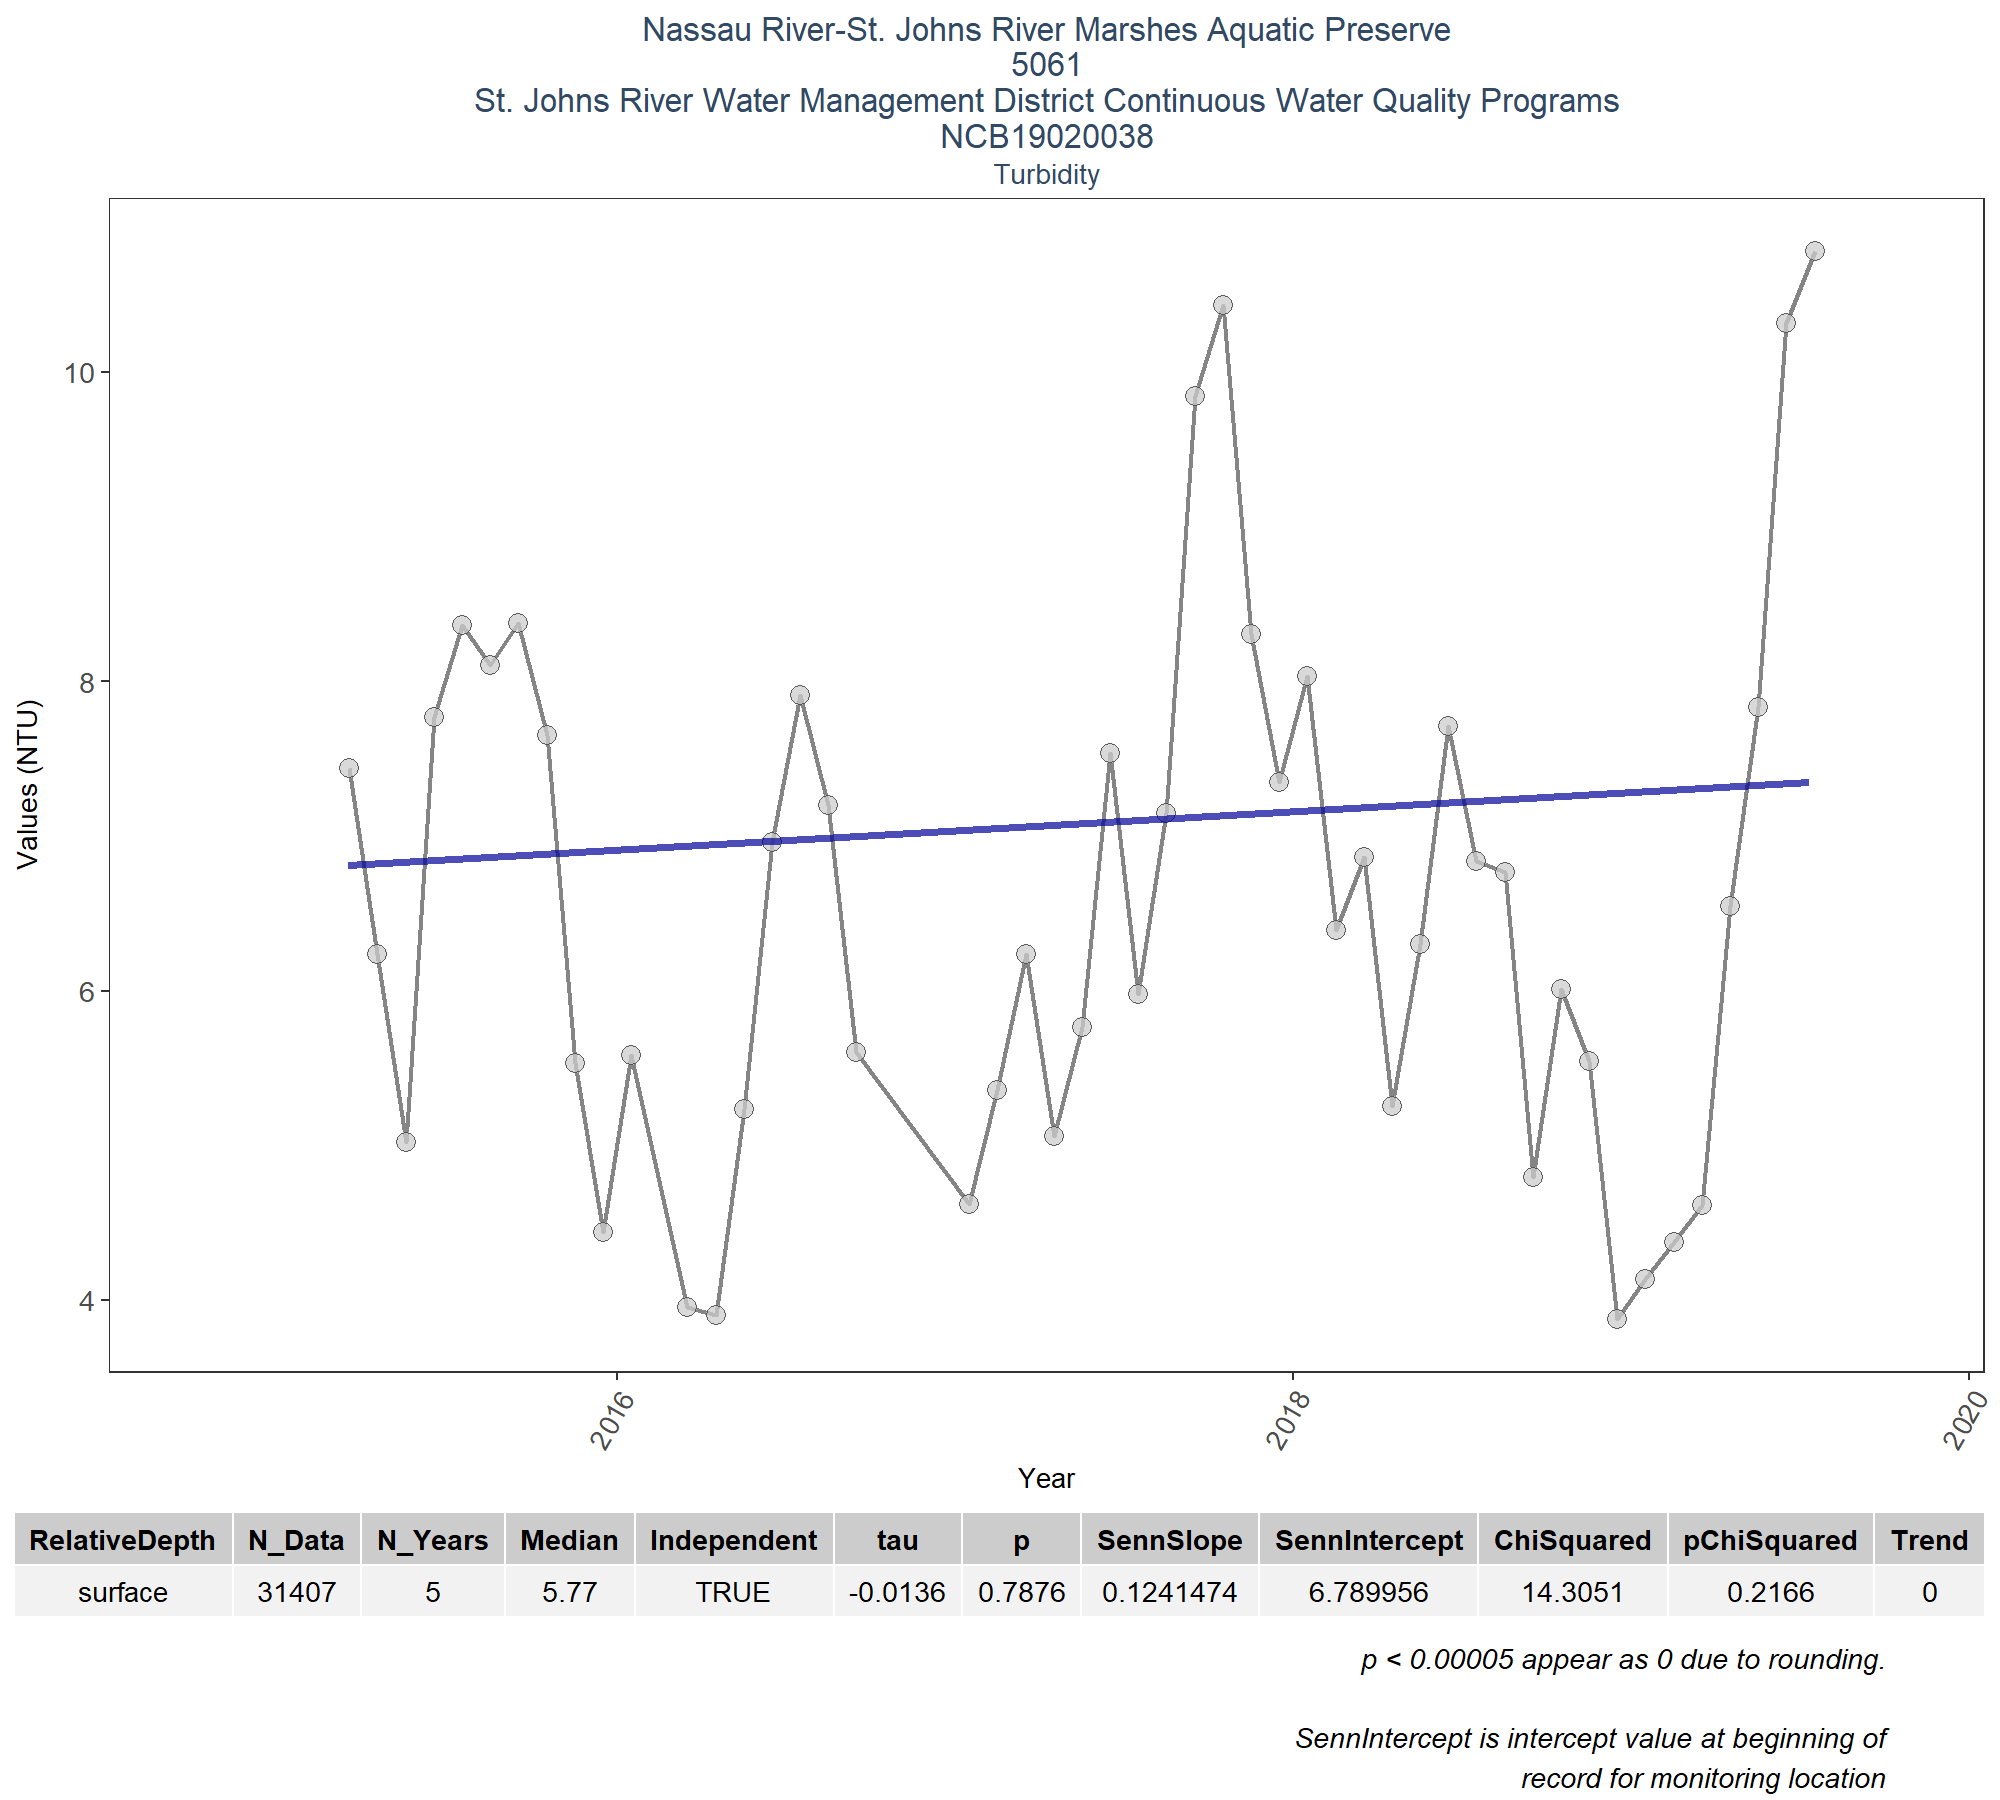 Nassau River-St. Johns River Marshes Aquatic Preserve
5061
St. Johns River Water Management District Continuous Water Quality Programs
NCB19020038
Turbidity
Values (NTU)
10
8
6
4
2016
2018
2020
Year
RelativeDepth N_Data N_Years Median Independent tau p SennSlope SennIntercept ChiSquared pChiSquared Trend
surface 31407 5 5.77 TRUE -0.0136 0.7876 0.1241474 6.789956 14.3051 0.2166 0
p < 0.00005 appear as 0 due to rounding.
SennIntercept is intercept value at beginning of
record for monitoring location